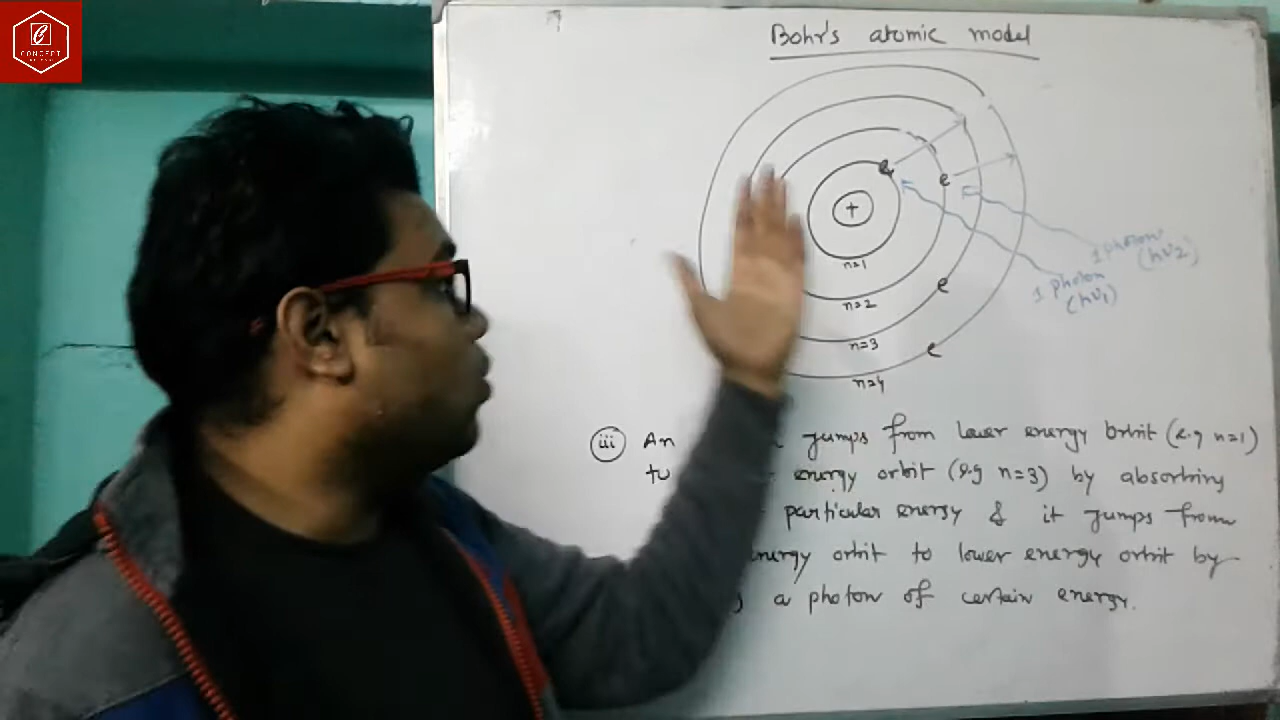 CONCEPT
Bohr's atomic model
e
e
+
n=1
n=2
n=3
n=4
e
e
1 photon
(hν2)
1 photon
(hν1)
(iii) An jumps from lower energy orbit (e.g n=1)
to energy orbit (e.g n=3) by absorbing
particular energy & it jumps from
energy orbit to lower energy orbit by
a photon of certain energy.